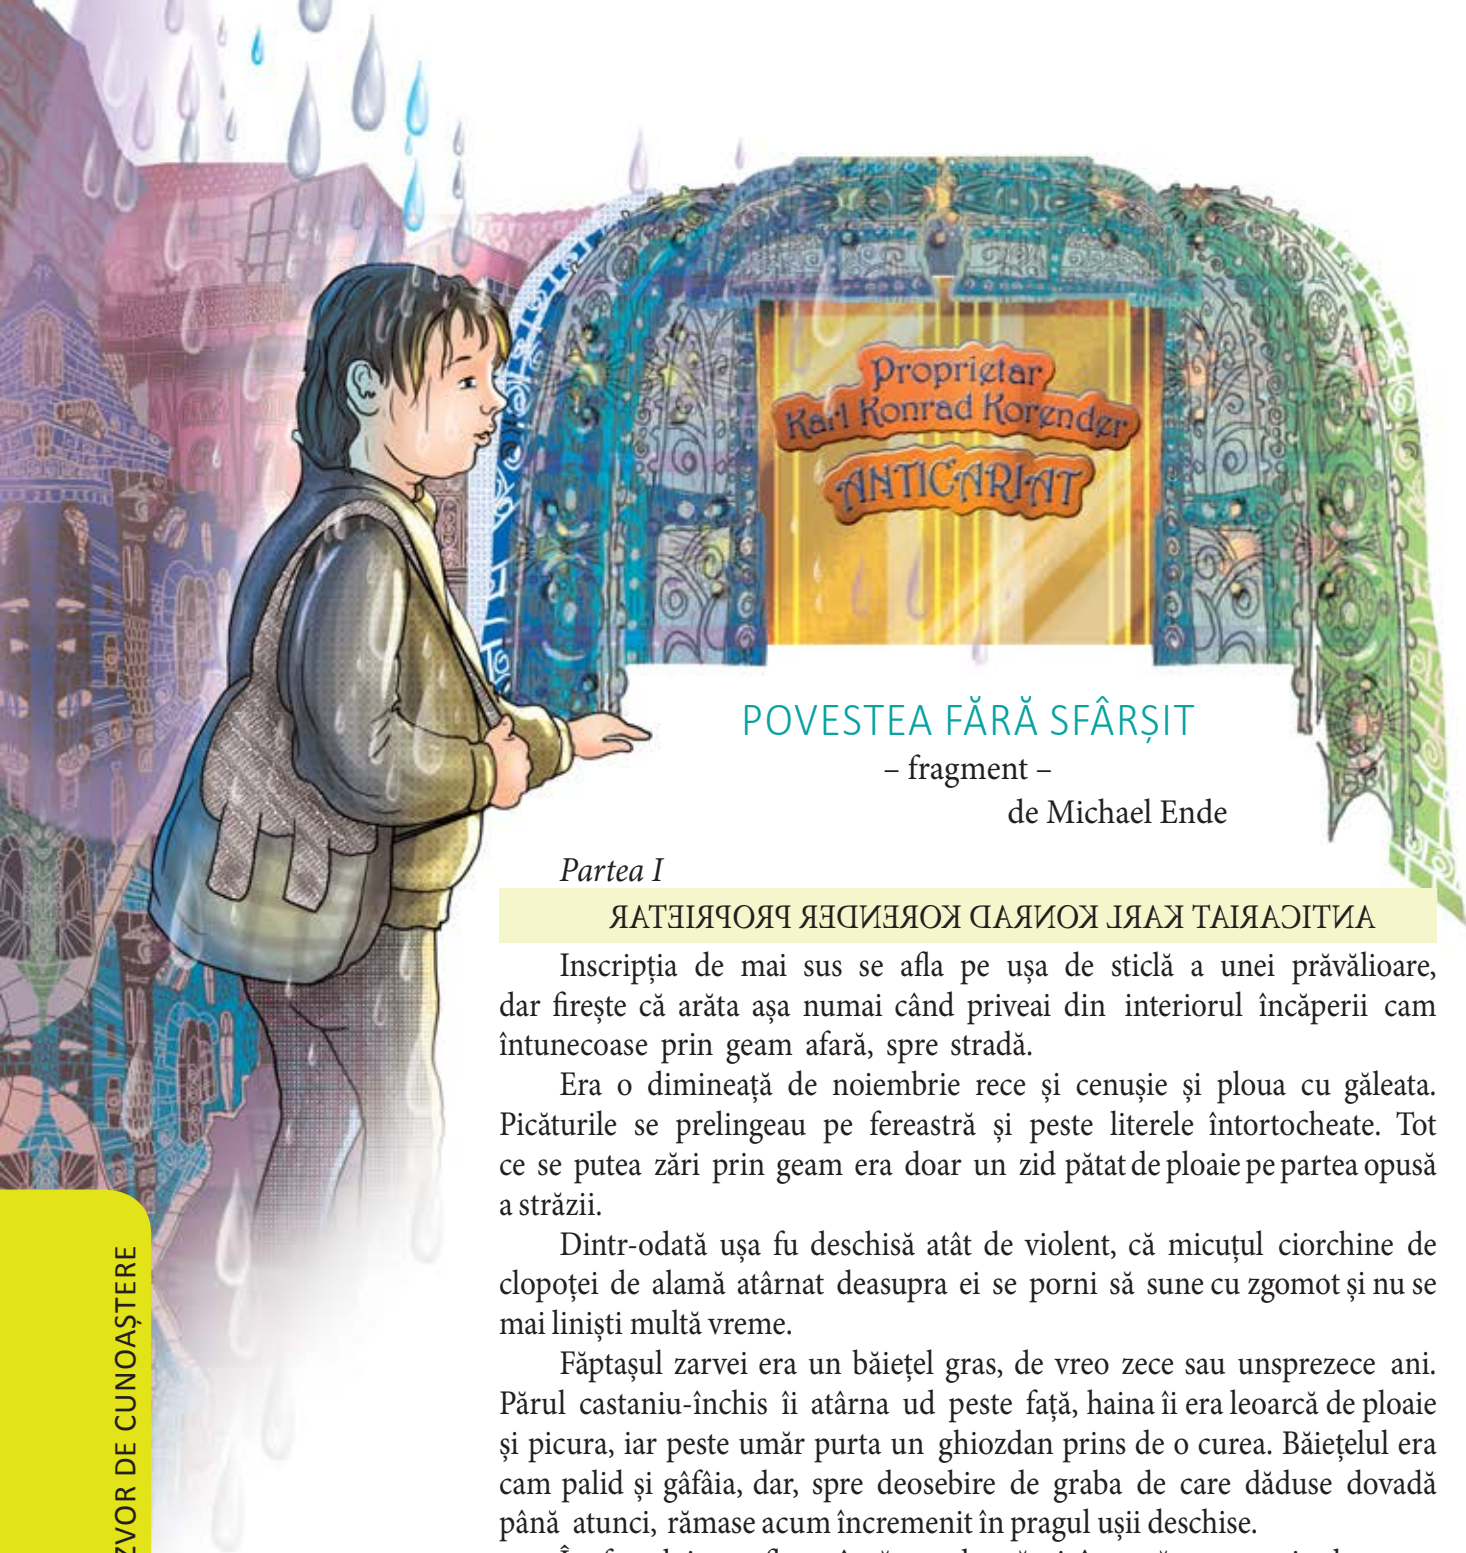 Proprietar
Karl Konrad Korender
ANTICARIAT
POVESTEA FĂRĂ SFÂRȘIT
– fragment –
de Michael Ende
Partea I
ANTICARIAT KARL KONRAD KORENDER PROPRIETAR
Inscripția de mai sus se afla pe ușa de sticlă a unei prăvălioare,
dar firește că arăta așa numai când priveai din interiorul încăperii cam
întunecoase prin geam afară, spre stradă.
Era o dimineață de noiembrie rece și cenușie și ploua cu găleata.
Picăturile se prelingeau pe fereastră și peste literele întortocheate. Tot
ce se putea zări prin geam era doar un zid pătat de ploaie pe partea opusă
a străzii.
Dintr-odată ușa fu deschisă atât de violent, că micuțul ciorchine de
clopoței de alamă atârnat deasupra ei se porni să sune cu zgomot și nu se
mai liniști multă vreme.
Făptașul zarvei era un băiețel gras, de vreo zece sau unsprezece ani.
Părul castaniu-închis îi atârna ud peste față, haina îi era leoarcă de ploaie
și picura, iar peste umăr purta un ghiozdan prins de o curea. Băiețelul era
cam palid și gâfâia, dar, spre deosebire de graba de care dăduse dovadă
până atunci, rămase acum încremenit în pragul ușii deschise.
ZVOR DE CUNOAȘTERE